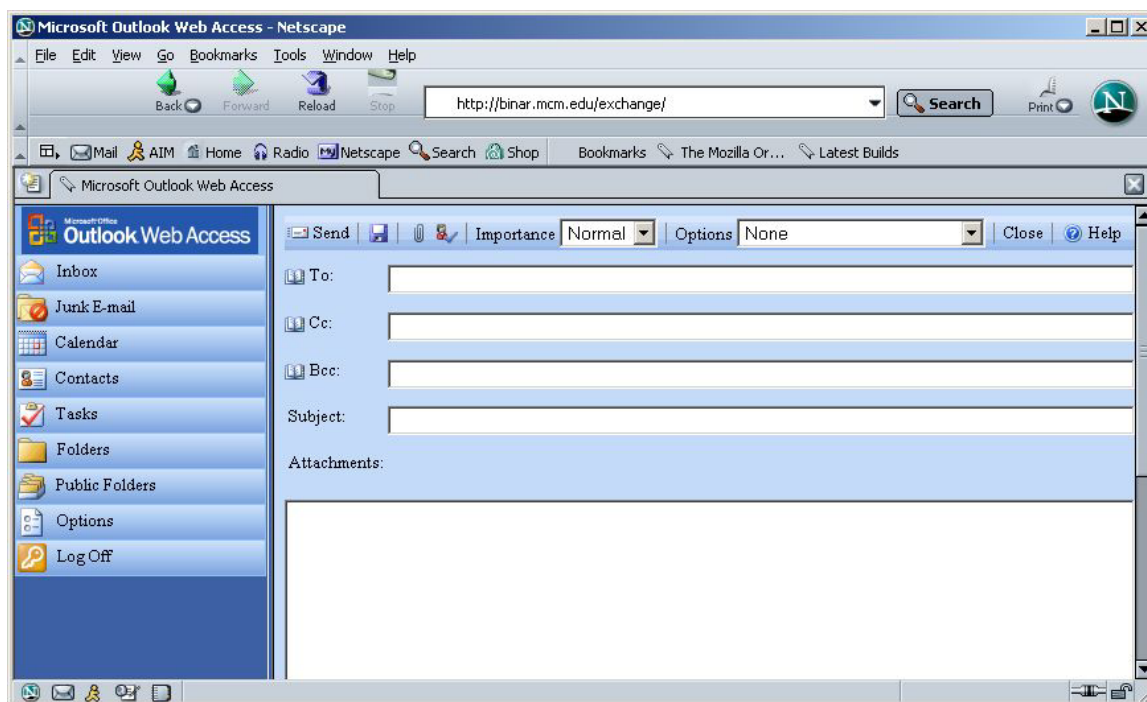 Microsoft Outlook Web Access - Netscape
File Edit View Go Bookmarks Tools Window Help
Back Forward Reload Stop http://binar.mcm.edu/exchange/ Search Print N
Mail AIM Home Radio My Netscape Search Shop Bookmarks The Mozilla Or... Latest Builds
Microsoft Outlook Web Access
Microsoft Office
Outlook Web Access
Send Importance Normal Options None Close Help
Inbox
Junk E-mail
Calendar
Contacts
Tasks
Folders
Public Folders
Options
Log Off
To:
Cc:
Bcc:
Subject:
Attachments: